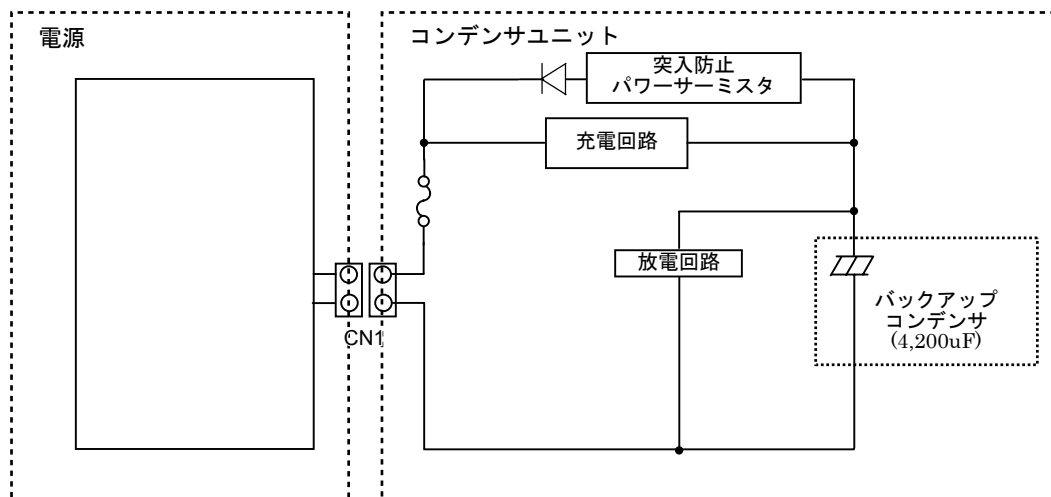 電源
コンデンサユニット
突入防止
パワーサーミスタ
充電回路
放電回路
バックアップ
コンデンサ
(4,200uF)
CN1